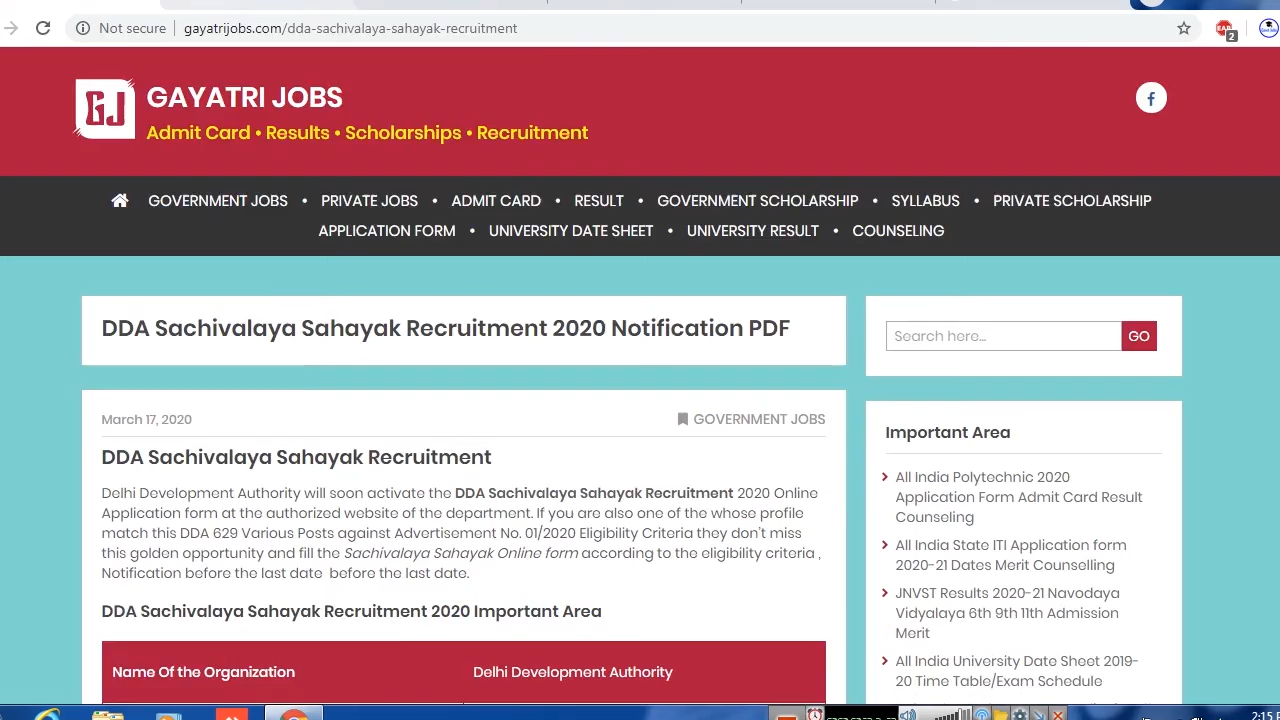 Not secure | gayatrijobs.com/dda-sachivalaya-sahayak-recruitment
2
GJ
GAYATRI JOBS
Admit Card • Results • Scholarships • Recruitment
GOVERNMENT JOBS • PRIVATE JOBS • ADMIT CARD • RESULT • GOVERNMENT SCHOLARSHIP • SYLLABUS • PRIVATE SCHOLARSHIP
APPLICATION FORM • UNIVERSITY DATE SHEET • UNIVERSITY RESULT • COUNSELING
DDA Sachivalaya Sahayak Recruitment 2020 Notification PDF
March 17, 2020
GOVERNMENT JOBS
DDA Sachivalaya Sahayak Recruitment
Delhi Development Authority will soon activate the DDA Sachivalaya Sahayak Recruitment 2020 Online
Application form at the authorized website of the department. If you are also one of the whose profile
match this DDA 629 Various Posts against Advertisement No. 01/2020 Eligibility Criteria they don't miss
this golden opportunity and fill the Sachivalaya Sahayak Online form according to the eligibility criteria ,
Notification before the last date before the last date.
DDA Sachivalaya Sahayak Recruitment 2020 Important Area
Name Of the Organization
Delhi Development Authority
Search here...
GO
Important Area
All India Polytechnic 2020
Application Form Admit Card Result
Counseling
All India State ITI Application form
2020-21 Dates Merit Counselling
JNVST Results 2020-21 Navodaya
Vidyalaya 6th 9th 11th Admission
Merit
All India University Date Sheet 2019-
20 Time Table/Exam Schedule